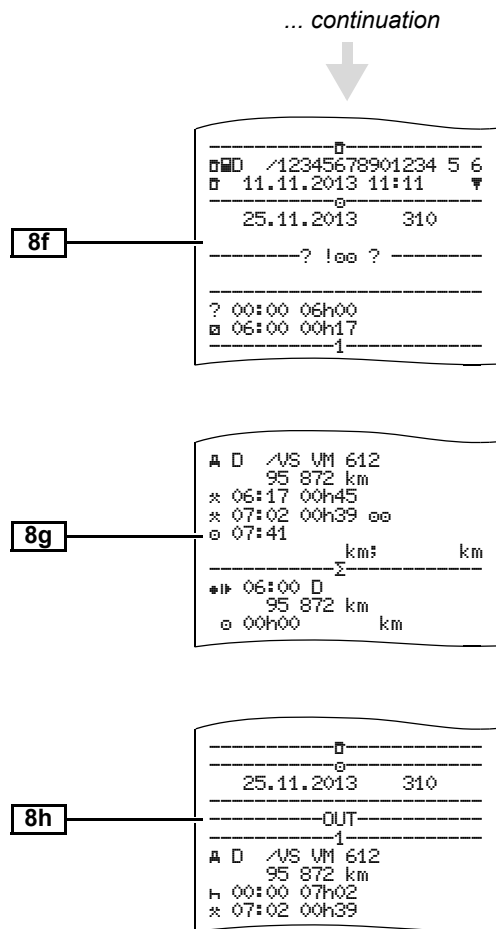 ... continuation
------------🞎------------
D /12345678901234 5 6
11.11.2013 11:11
25.11.2013 310
8f
--------? !oo ? --------
? 00:00 06h00
06:00 00h17
------------1------------
D /VS VM 612
95 872 km
06:17 00h45
07:02 00h39 oo
8g
07:41
km; km
------------Σ------------
06:00 D
95 872 km
00h00 km
25.11.2013 310
8h
----------OUT-----------
------------1------------
D /VS VM 612
95 872 km
00:00 07h02
07:02 00h39